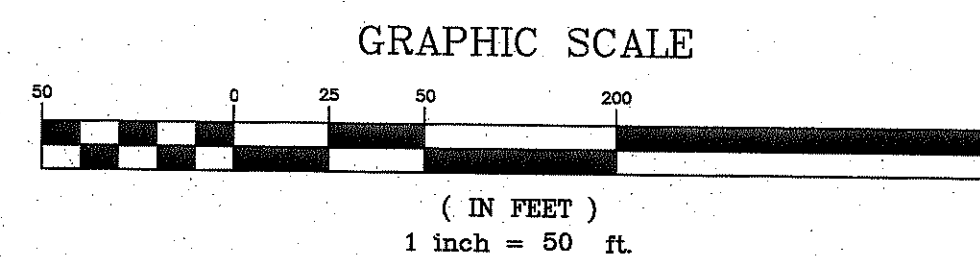 GRAPHIC SCALE
50 0 25 50 200
( IN FEET )
1 inch = 50 ft.